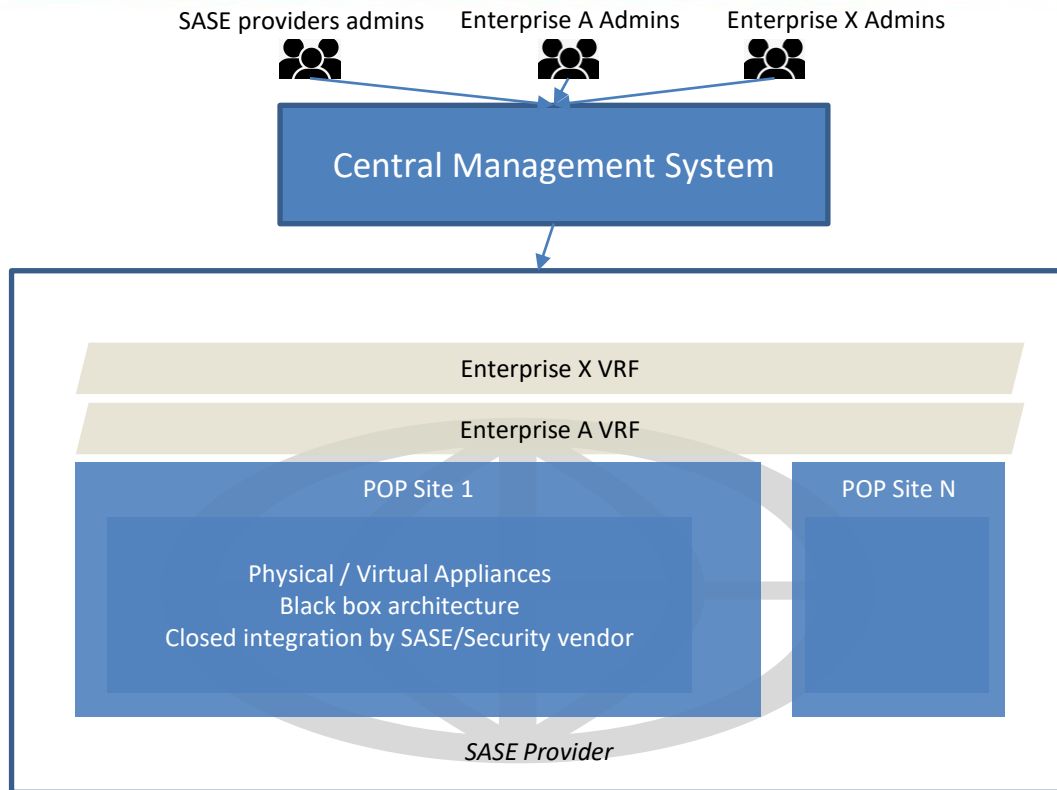 SASE providers admins
Enterprise A Admins
Enterprise X Admins
Central Management System
Enterprise X VRF
Enterprise A VRF
POP Site 1
POP Site N
Physical / Virtual Appliances
Black box architecture
Closed integration by SASE/Security vendor
SASE Provider